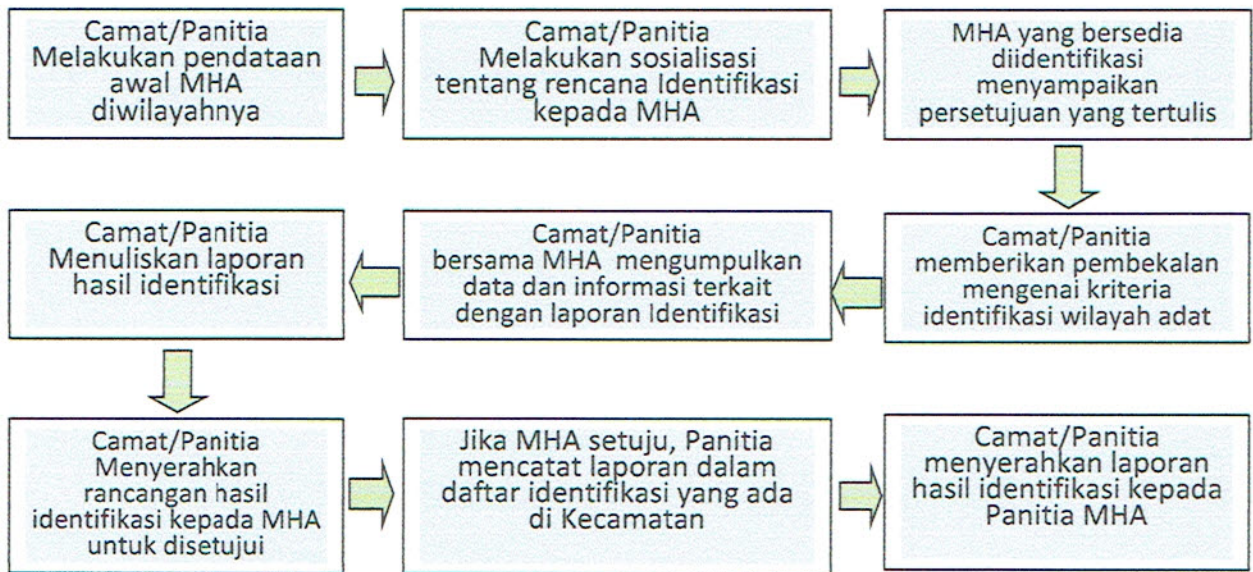 Camat/Panitia
Melakukan pendataan
awal MHA
diwilayahnya
Camat/Panitia
Melakukan sosialisasi
tentang rencana Identifikasi
kepada MHA
MHA yang bersedia
diidentifikasi
menyampaikan
persetujuan yang tertulis
Camat/Panitia
memberikan pembekalan
mengenai kriteria
identifikasi wilayah adat
Camat/Panitia
bersama MHA mengumpulkan
data dan informasi terkait
dengan laporan Identifikasi
Camat/Panitia
Menuliskan laporan
hasil identifikasi
Camat/Panitia
Menyerahkan
rancangan hasil
identifikasi kepada MHA
untuk disetujui
Jika MHA setuju, Panitia
mencatat laporan dalam
daftar identifikasi yang ada
di Kecamatan
Camat/Panitia
menyerahkan laporan
hasil identifikasi kepada
Panitia MHA